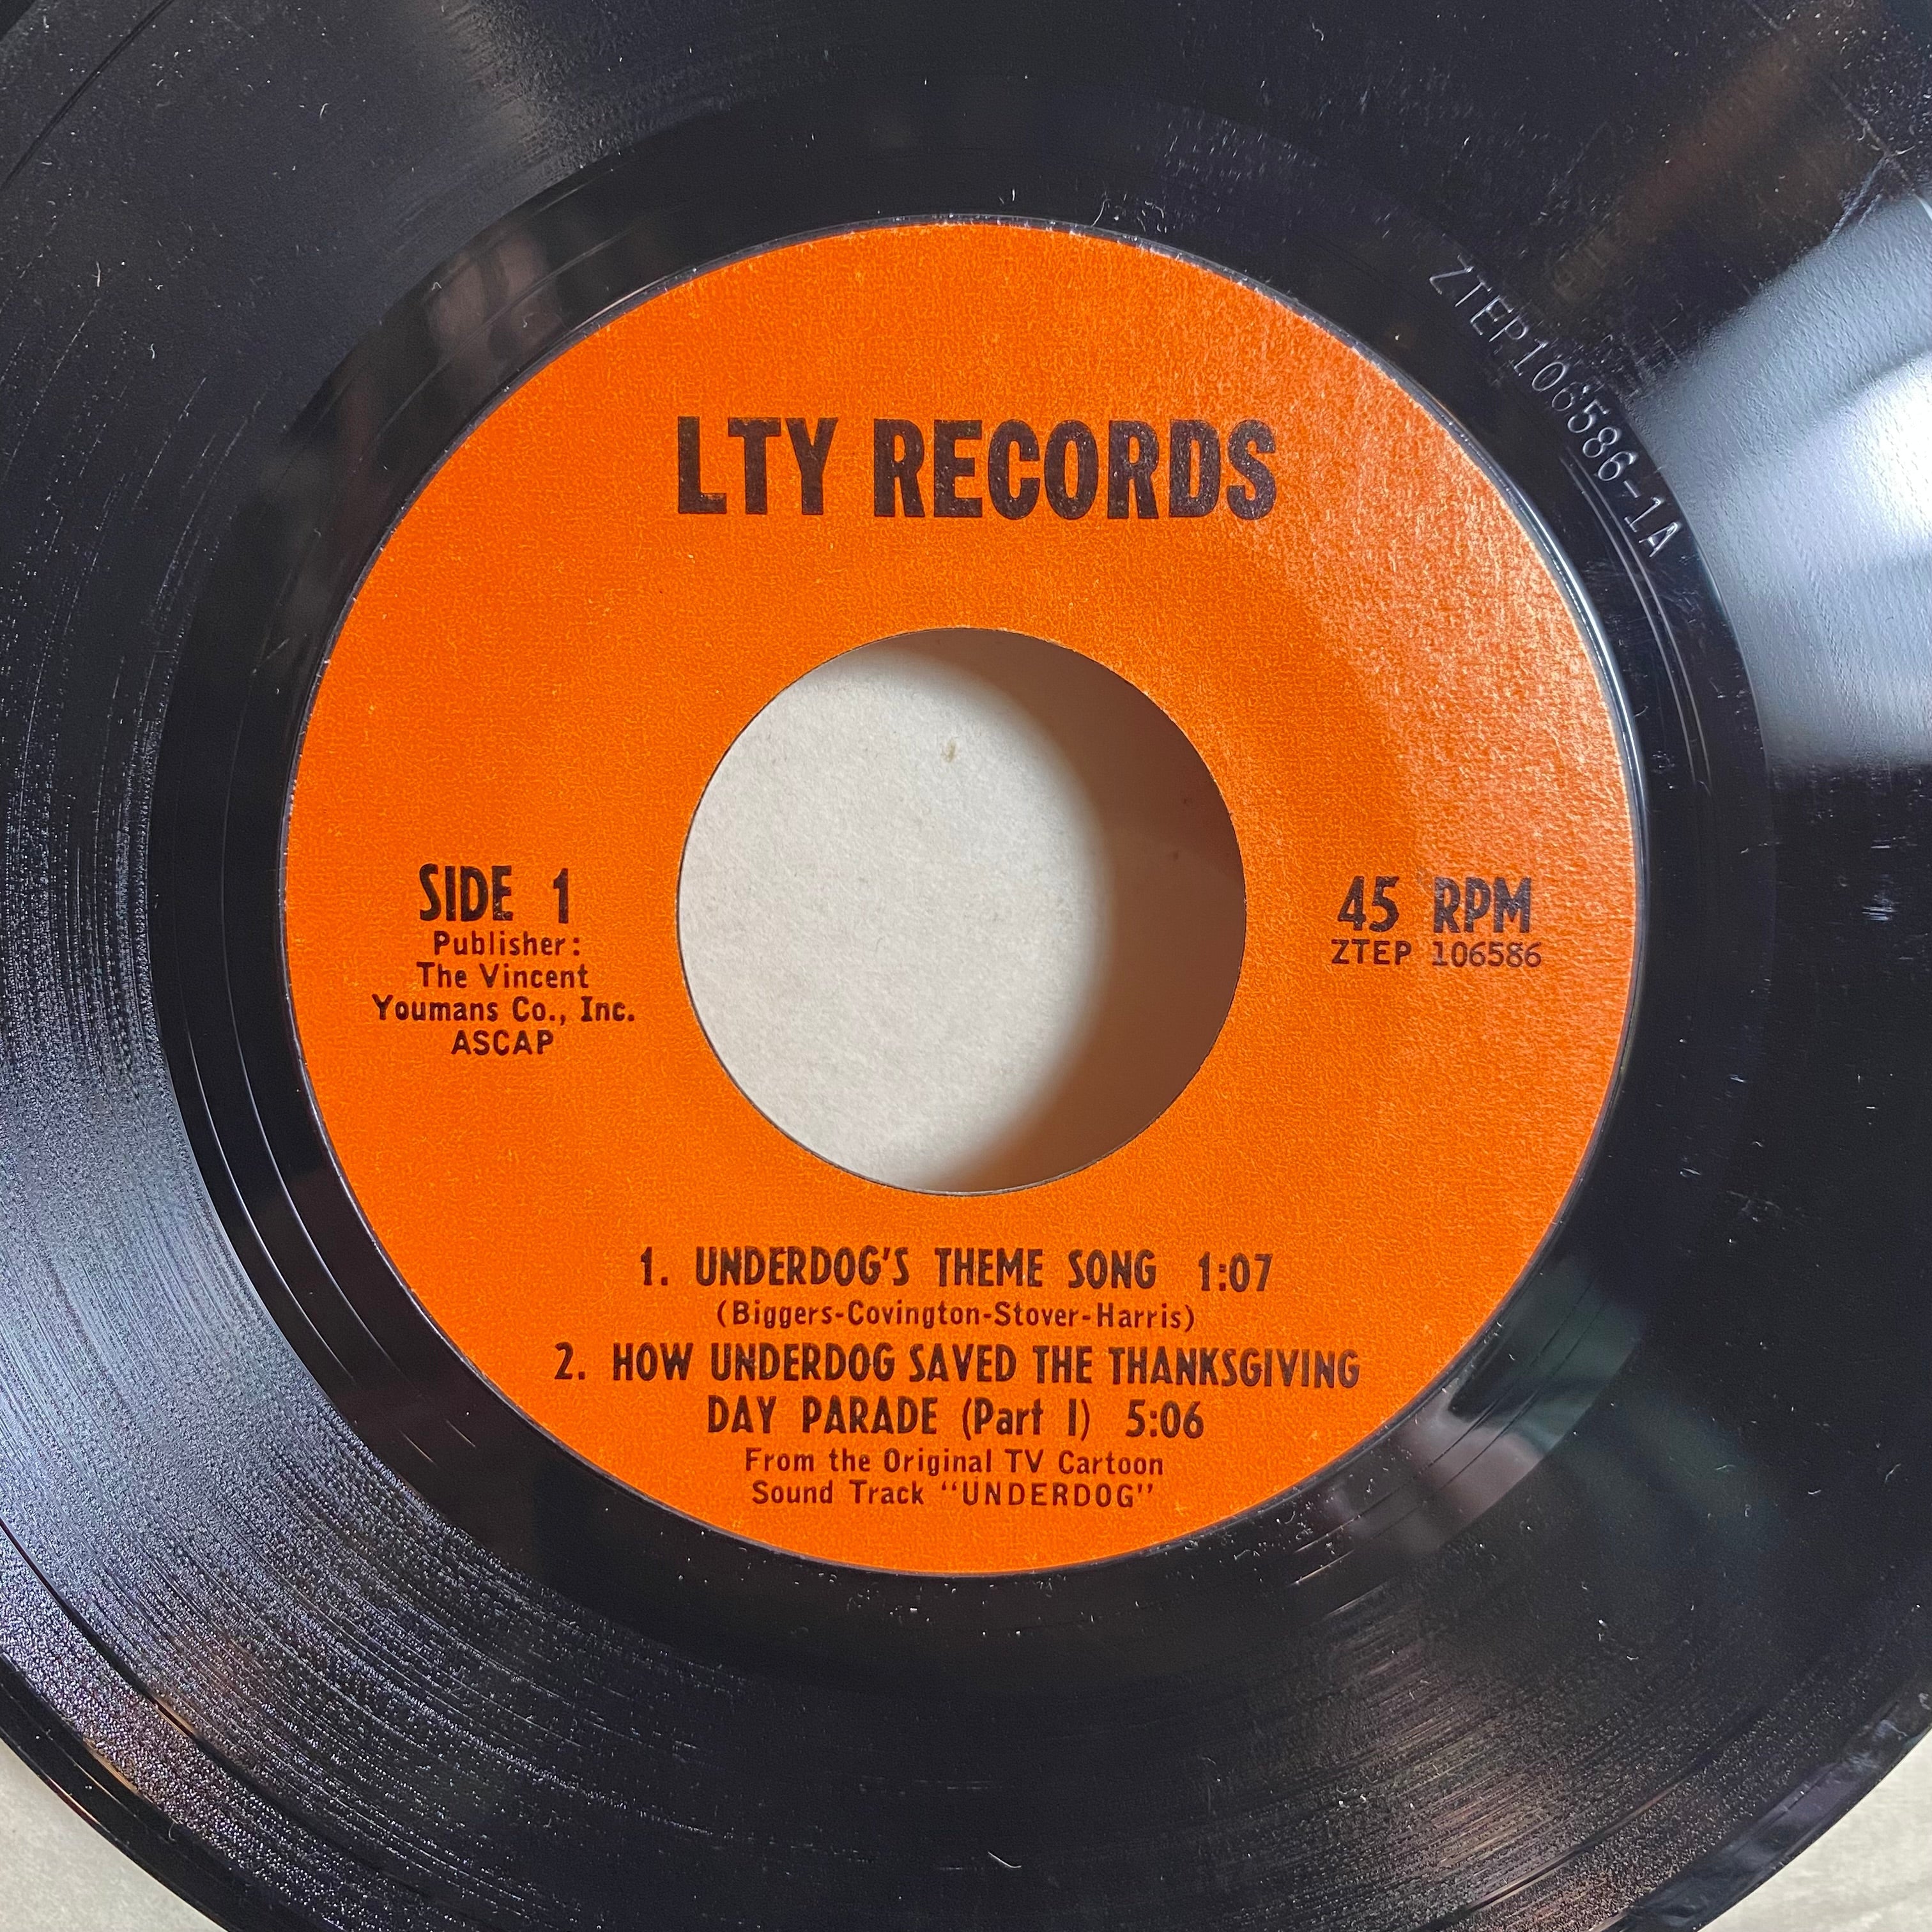 LTY RECORDS
ZTEP106586-1A
SIDE 1
Publisher:
The Vincent
Youmans Co., Inc.
ASCAP
45 RPM
ZTEP 106586
1. UNDERDOG'S THEME SONG 1:07
(Biggers-Covington-Stover-Harris)
2. HOW UNDERDOG SAVED THE THANKSGIVING
DAY PARADE (Part I) 5:06
From the Original TV Cartoon
Sound Track "UNDERDOG"